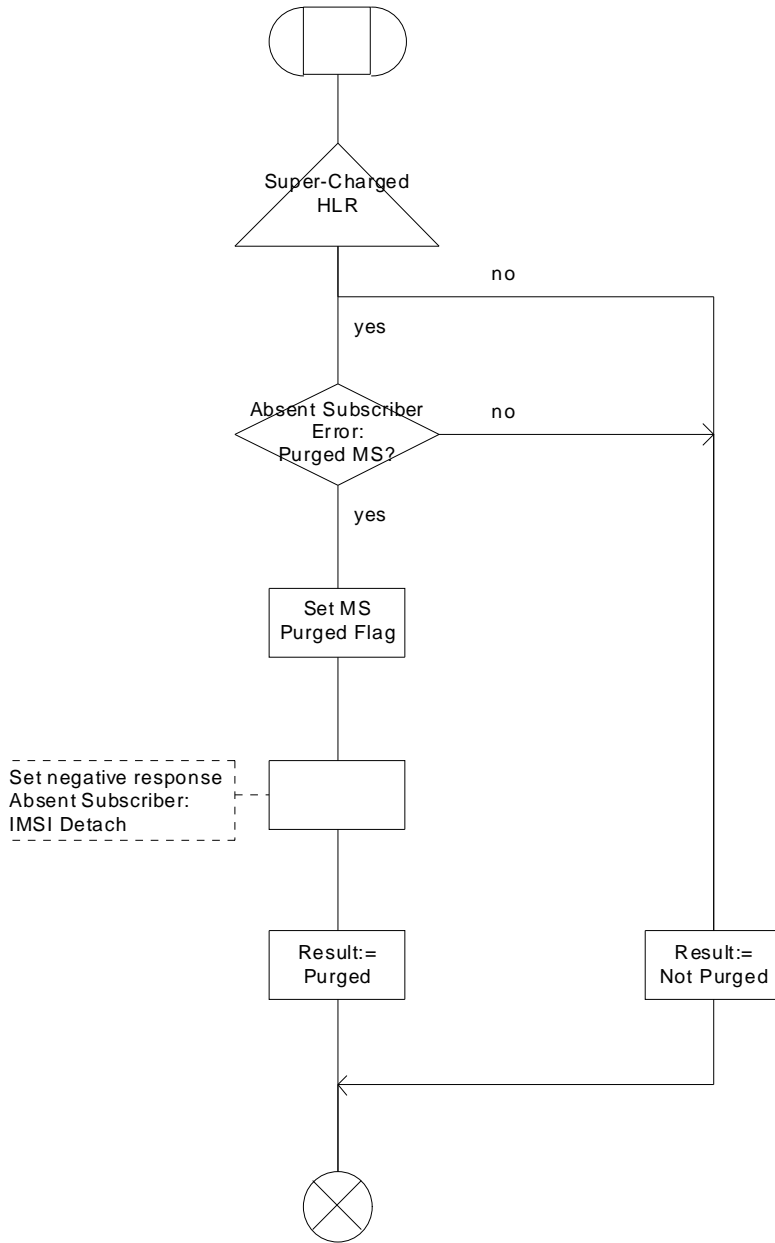 Super-Charged
HLR
no
yes
Absent Subscriber
Error:
Purged MS?
no
yes
Set MS
Purged Flag
Set negative response
Absent Subscriber:
IMSI Detach
Result:=
Purged
Result:=
Not Purged